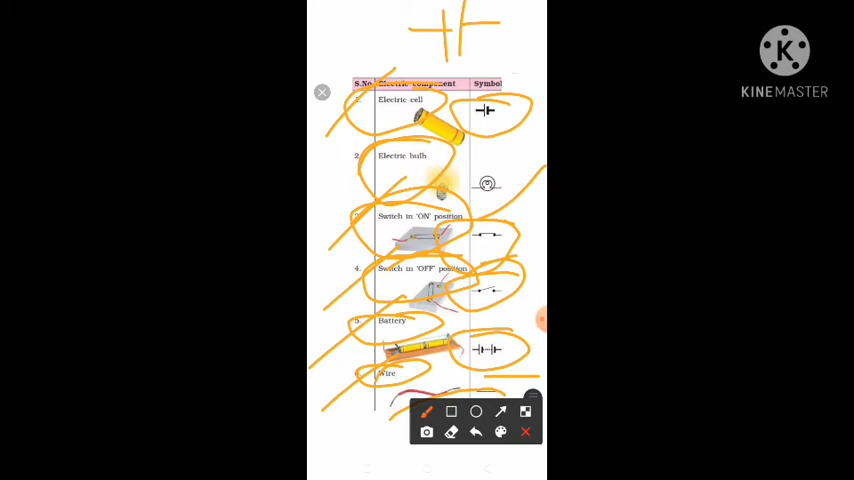 S.No. Electric component Symbol
1. Electric cell
2. Electric bulb
3. Switch in 'ON' position
4. Switch in 'OFF' position
5. Battery
6. Wire
K
KINEMASTER